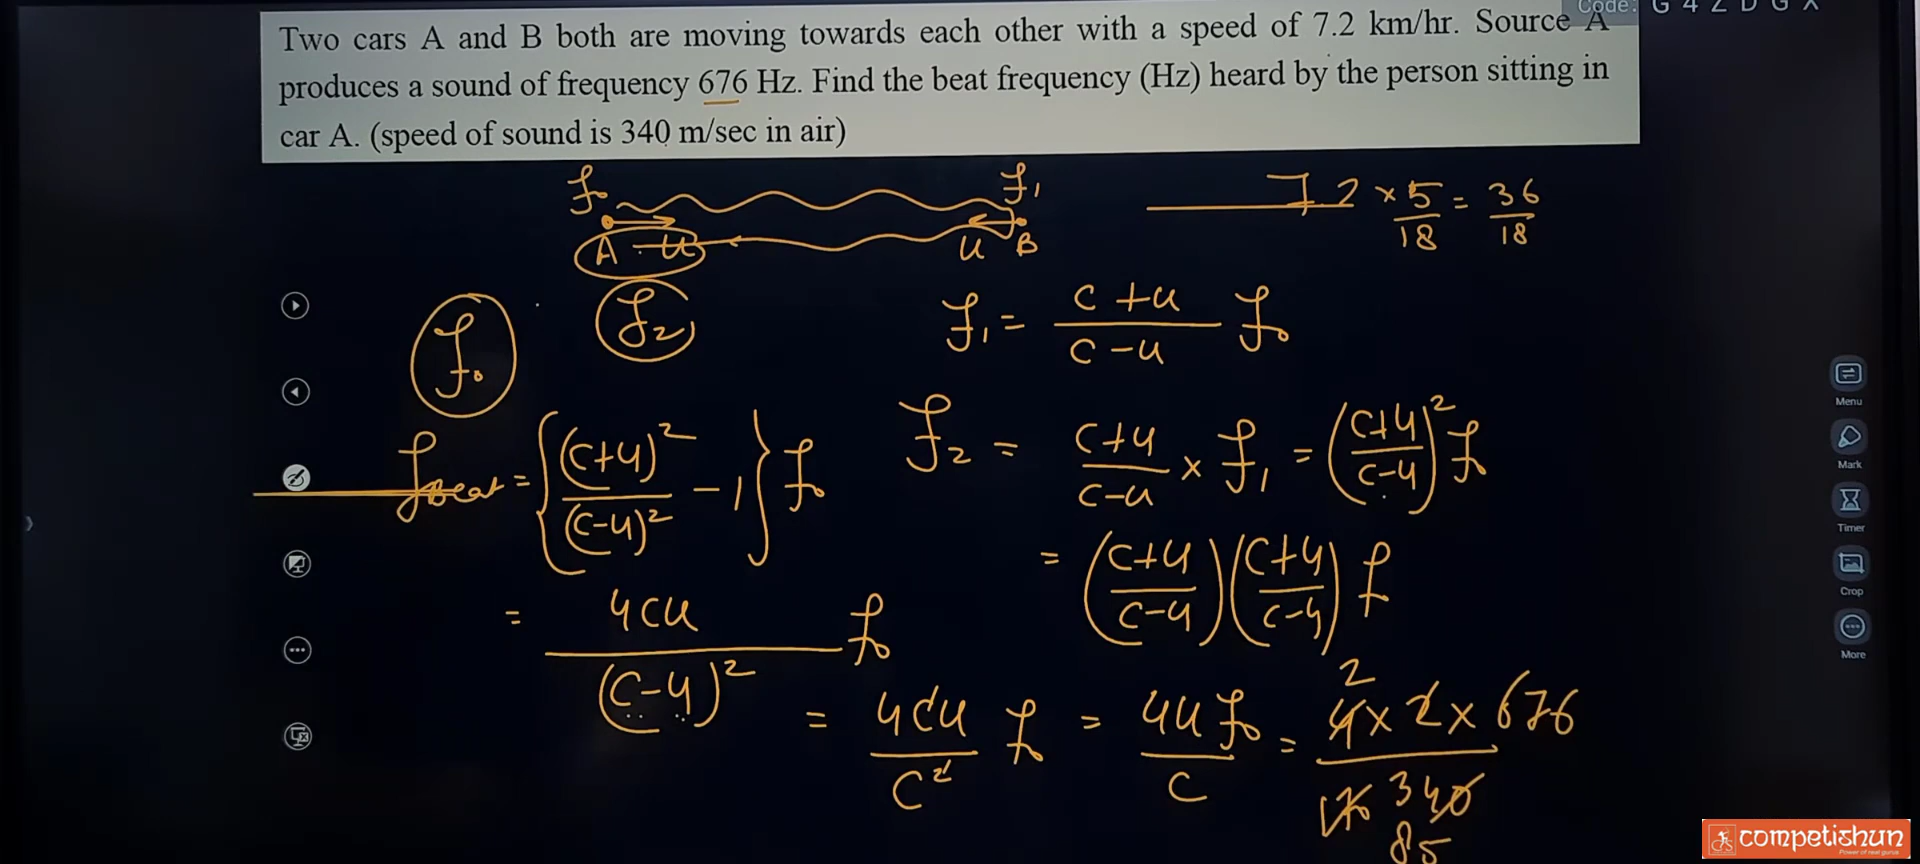 Code: G 4 Z D G X
Two cars A and B both are moving towards each other with a speed of 7.2 km/hr. Source A
produces a sound of frequency 676 Hz. Find the beat frequency (Hz) heard by the person sitting in
car A. (speed of sound is 340 m/sec in air)
f₀ f₁ 7.2 × 5/18 = 36/18
A u u B
f₀ f₂ f₁ = (c+u)/(c-u) f₀
f₂ = (c+u)/(c-u) × f₁ = ((c+u)/(c-u))² f₀
f_beat = {(c+u)²/(c-u)² - 1} f₀
= ((c+u)/(c-u)) ((c+u)/(c-u)) f
= 4cu/(c-u)² f₀
= 4cu/c² f₀ = 4uf₀/c = 4 × 2 × 676/340
2
85
Menu
Mark
Timer
Crop
More
competishun